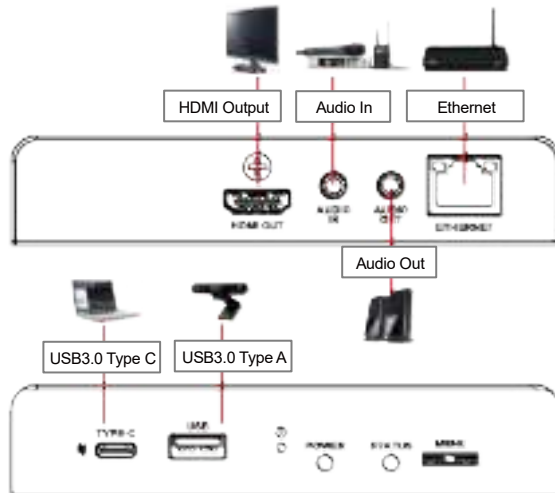 HDMI Output
Audio In
Ethernet
HDMI OUT
AUDIO
IN
AUDIO
OUT
ETHERNET
Audio Out
USB3.0 Type C
USB3.0 Type A
TYPE-C
USB
POWER
STATUS